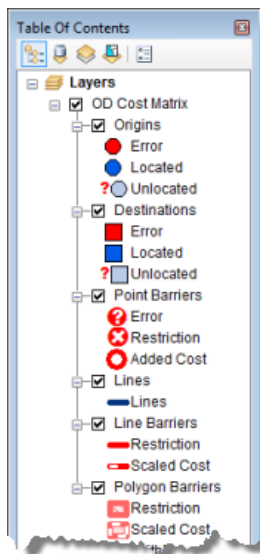 Table Of Contents
Layers
OD Cost Matrix
Origins
Error
Located
?Unlocated
Destinations
Error
Located
?Unlocated
Point Barriers
? Error
Restriction
Added Cost
Lines
Lines
Line Barriers
Restriction
Scaled Cost
Polygon Barriers
Restriction
Scaled Cost